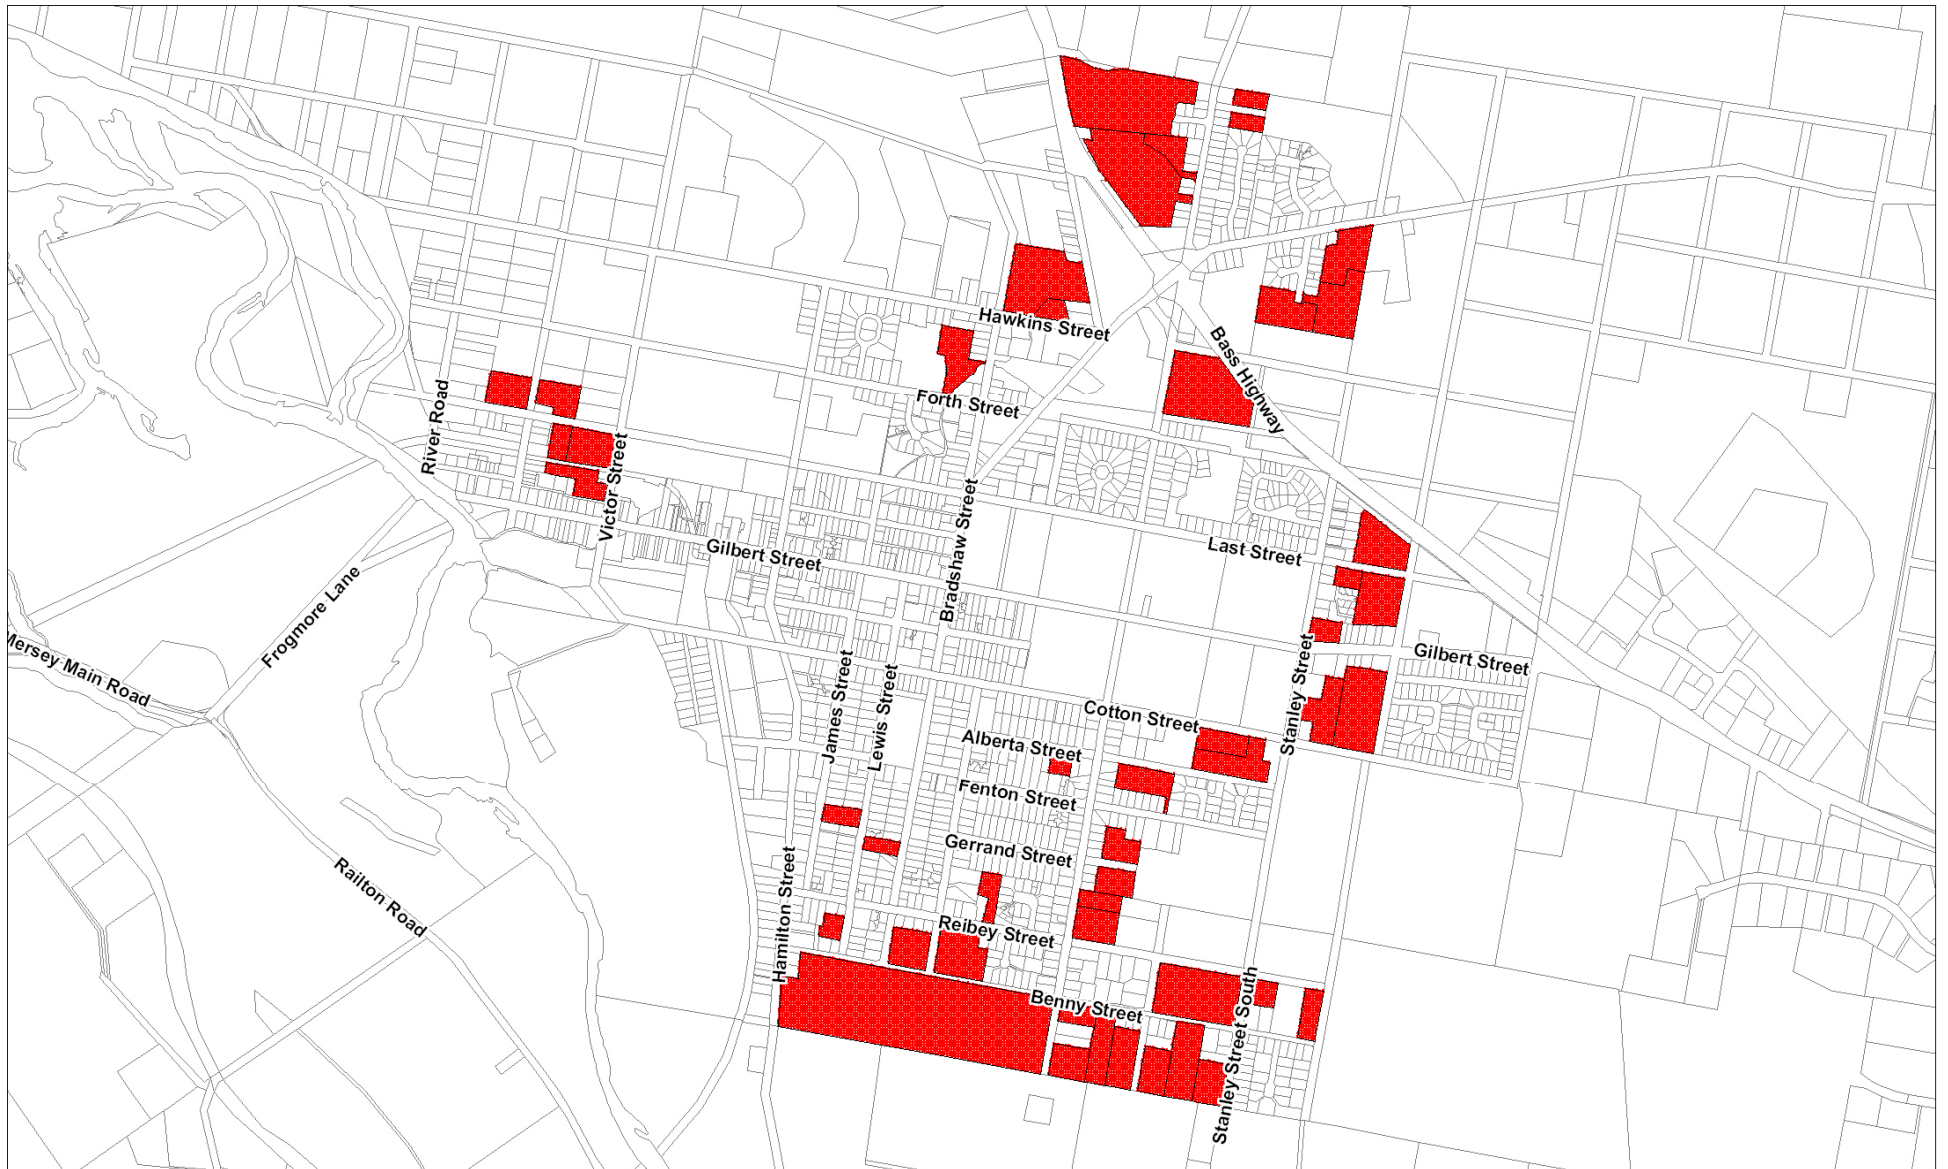 Hawkins Street
Bass Highway
Forth Street
River Road
Victor Street
Bradshaw Street
Gilbert Street
Last Street
Frogmore Lane
Mersey Main Road
Stanley Street
Gilbert Street
James Street
Lewis Street
Cotton Street
Alberta Street
Fenton Street
Gerrand Street
Railton Road
Hamilton Street
Reibey Street
Benny Street
Stanley Street South